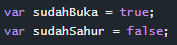 var sudahBuka = true;
var sudahSahur = false;